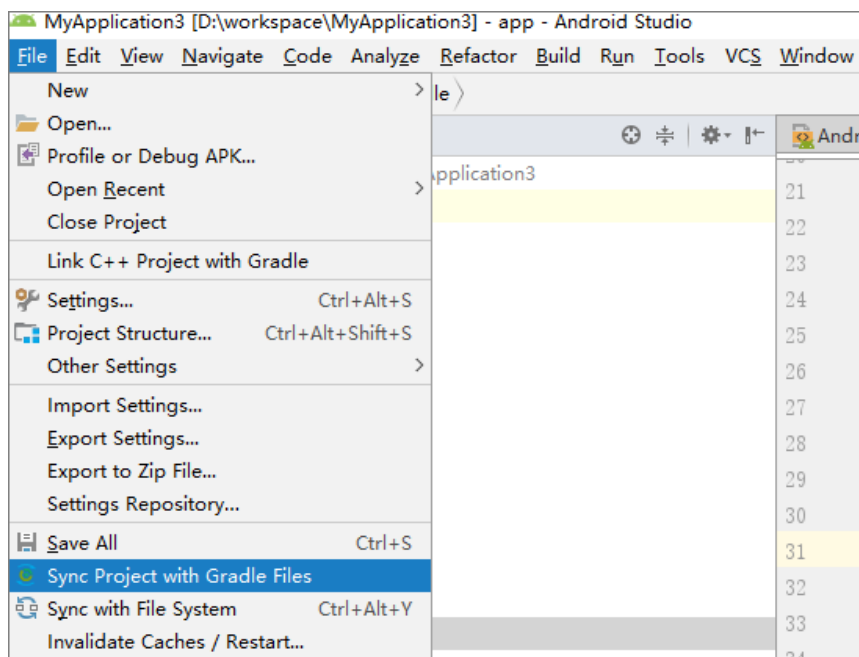 MyApplication3 [D:\workspace\MyApplication3] - app - Android Studio
File Edit View Navigate Code Analyze Refactor Build Run Tools VCS Window
New
le
Open...
Andr
Profile or Debug APK...
Application3
Open Recent
21
Close Project
22
Link C++ Project with Gradle
23
Settings... Ctrl+Alt+S
24
Project Structure... Ctrl+Alt+Shift+S
25
Other Settings
26
Import Settings...
27
Export Settings...
28
Export to Zip File...
29
Settings Repository...
30
Save All Ctrl+S
31
Sync Project with Gradle Files
32
Sync with File System Ctrl+Alt+Y
33
Invalidate Caches / Restart...